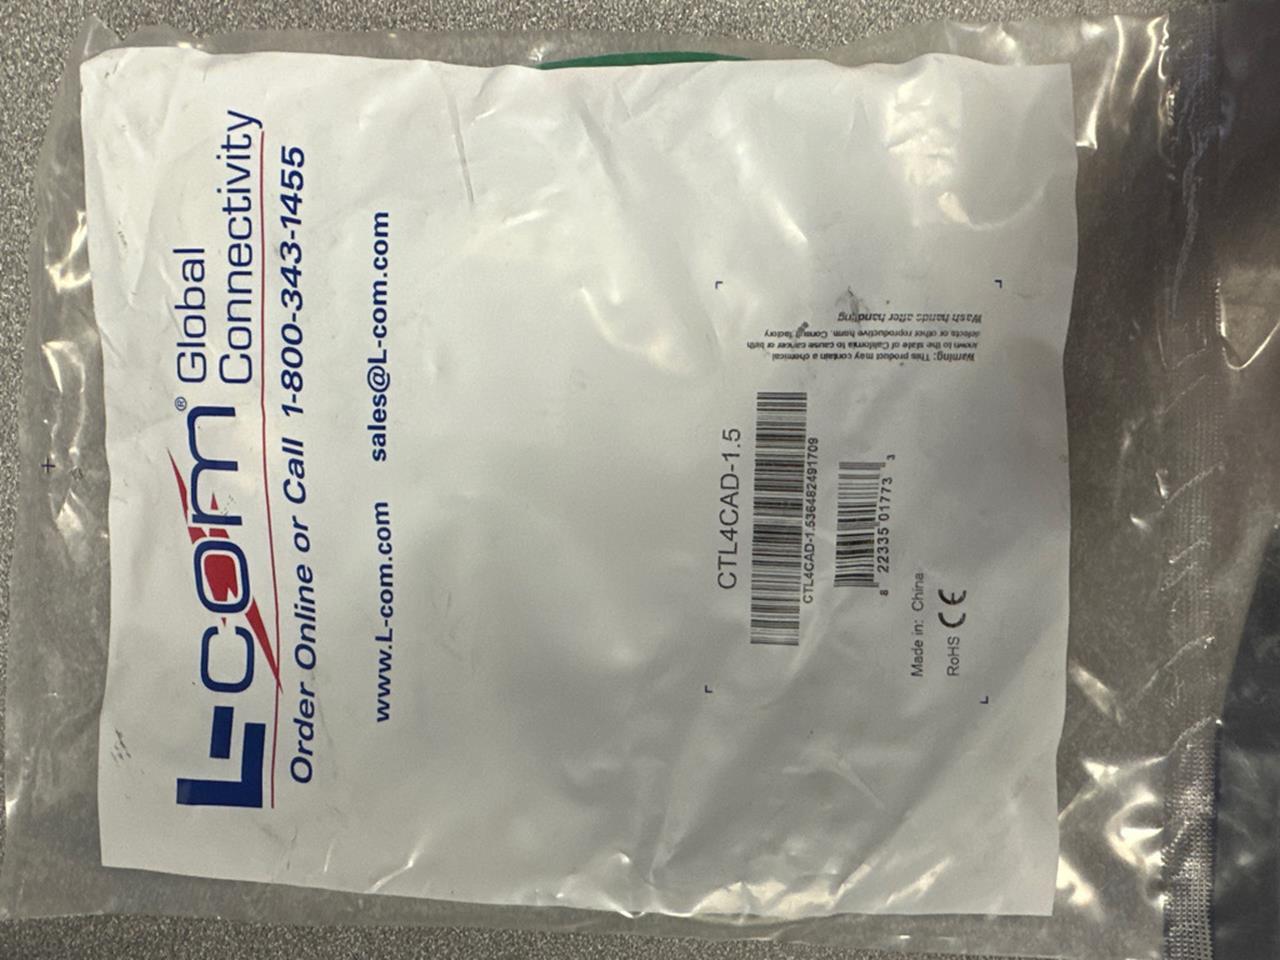 L-com® Global
Connectivity
Order Online or Call 1-800-343-1455
www.L-com.com sales@L-com.com
CTL4CAD-1.5
CTL4CAD-1.53648249​1709
8 22335 01773 3
Made in: China
RoHS CE
Warning: This product may contain a chemical
known to the state of California to cause cancer or birth
defects or other reproductive harm. Consult factory
Wash hands after handling